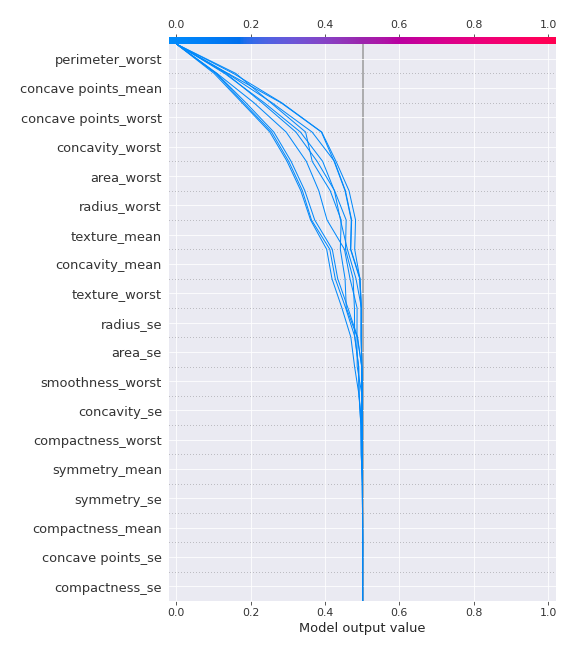 0.0 0.2 0.4 0.6 0.8 1.0
perimeter_worst
concave points_mean
concave points_worst
concavity_worst
area_worst
radius_worst
texture_mean
concavity_mean
texture_worst
radius_se
area_se
smoothness_worst
concavity_se
compactness_worst
symmetry_mean
symmetry_se
compactness_mean
concave points_se
compactness_se
0.0 0.2 0.4 0.6 0.8 1.0
Model output value